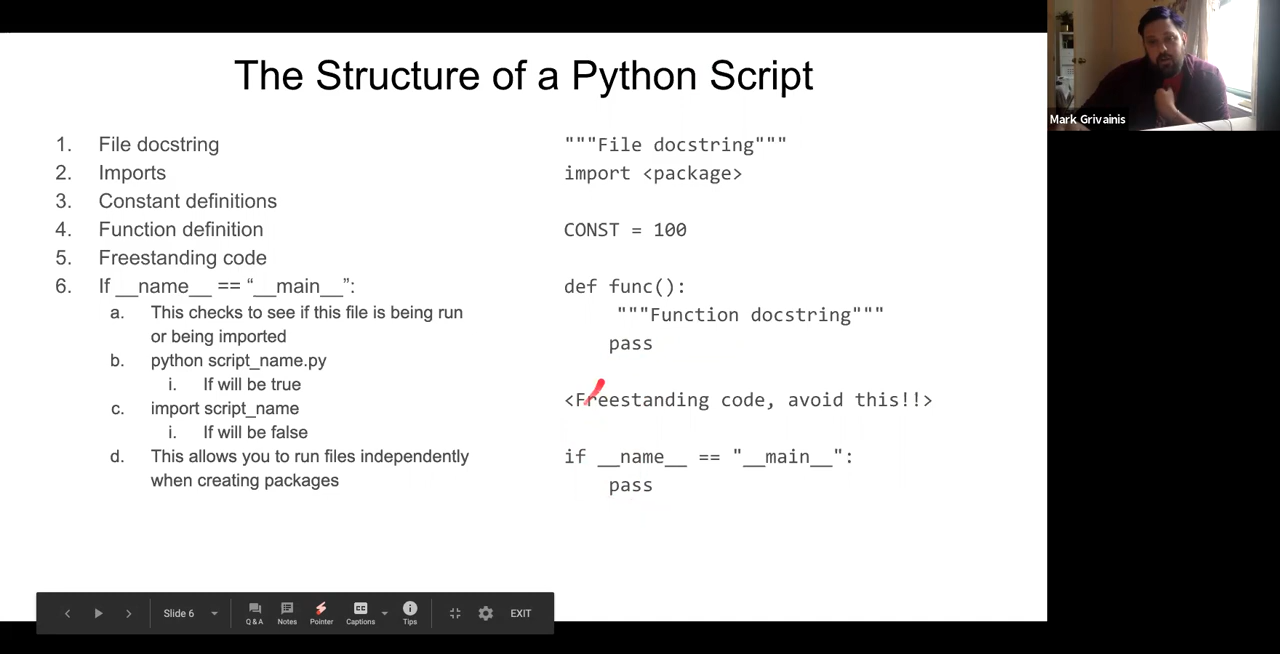 The Structure of a Python Script
1. File docstring
2. Imports
3. Constant definitions
4. Function definition
5. Freestanding code
6. If __name__ == “__main__”:
a. This checks to see if this file is being run
or being imported
b. python script_name.py
i. If will be true
c. import script_name
i. If will be false
d. This allows you to run files independently
when creating packages
"""File docstring"""
import <package>
CONST = 100
def func():
"""Function docstring"""
pass
<Freestanding code, avoid this!!>
if __name__ == "__main__":
pass
Mark Grivainis
Slide 6
Q & A
Notes
Pointer
CC
Captions
Tips
EXIT